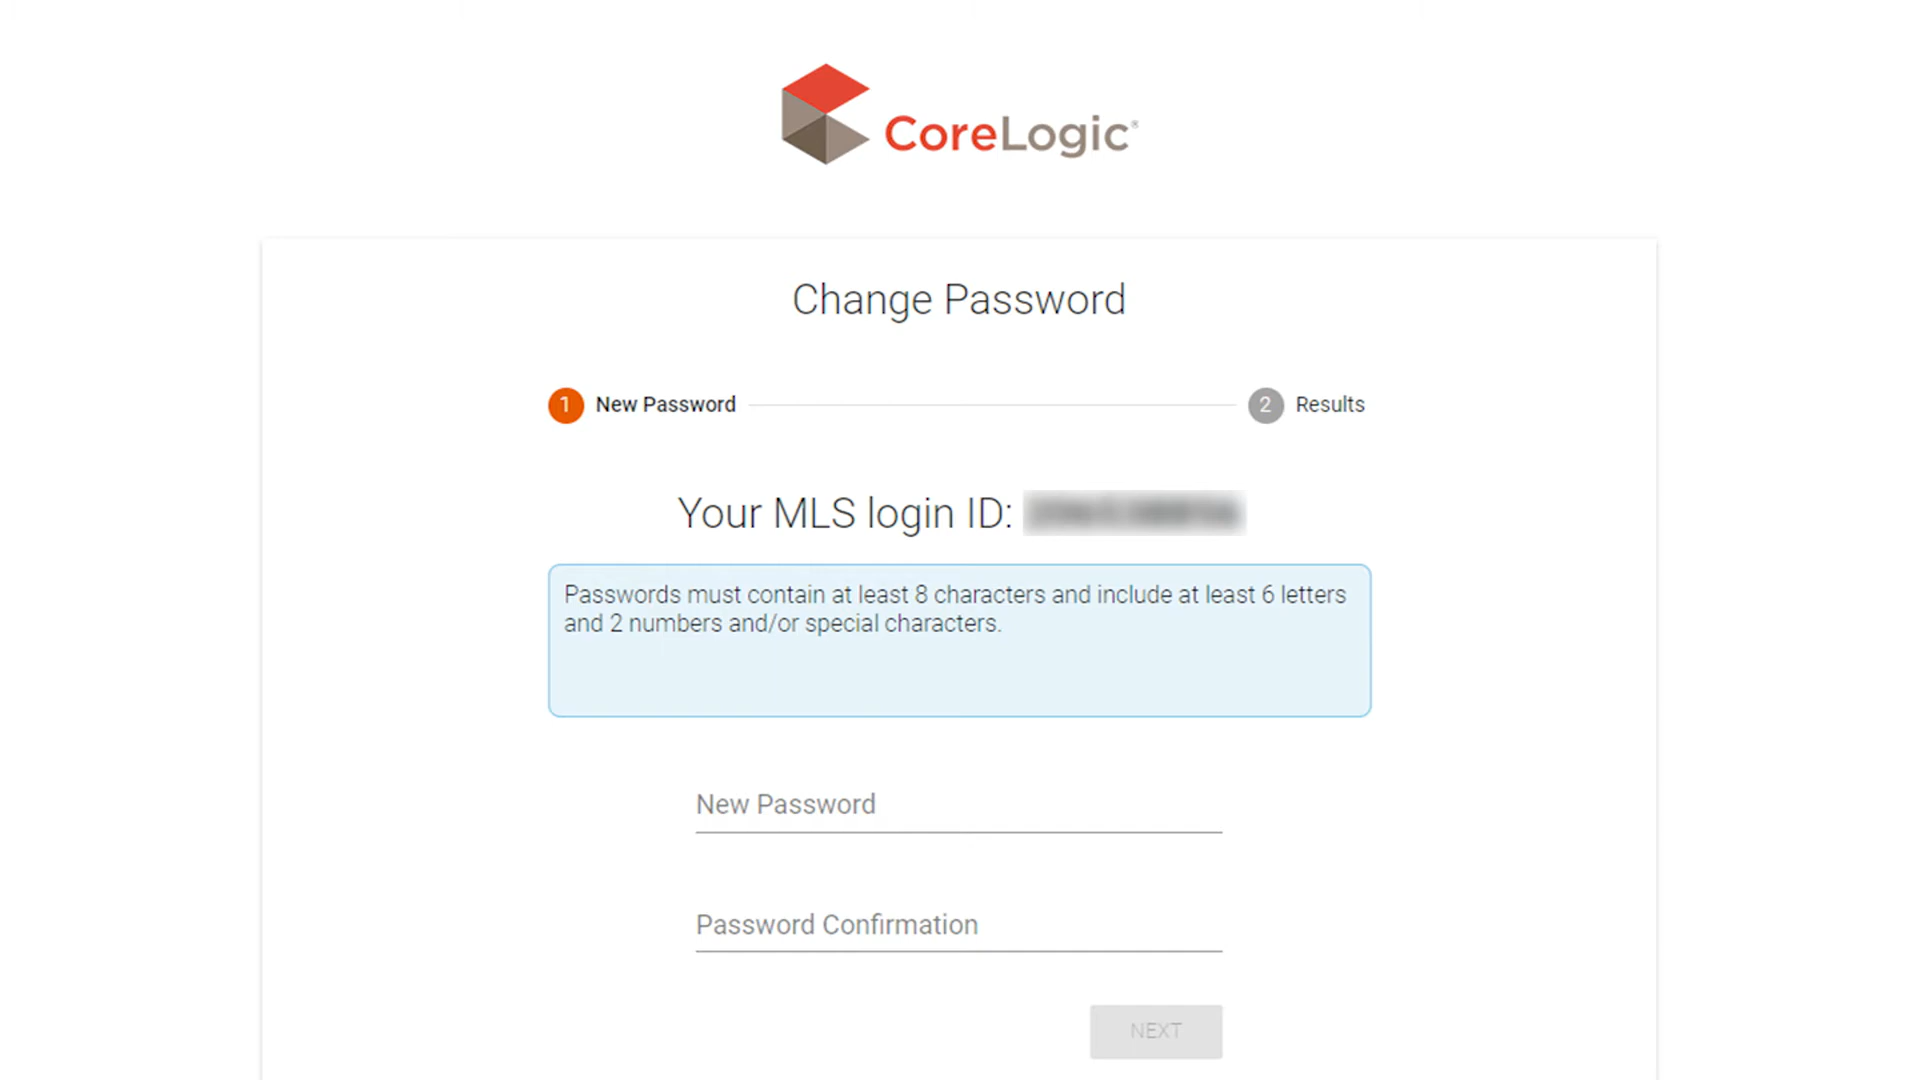 CoreLogic®
Change Password
1 New Password
2 Results
Your MLS login ID:
Passwords must contain at least 8 characters and include at least 6 letters
and 2 numbers and/or special characters.
New Password
Password Confirmation
NEXT